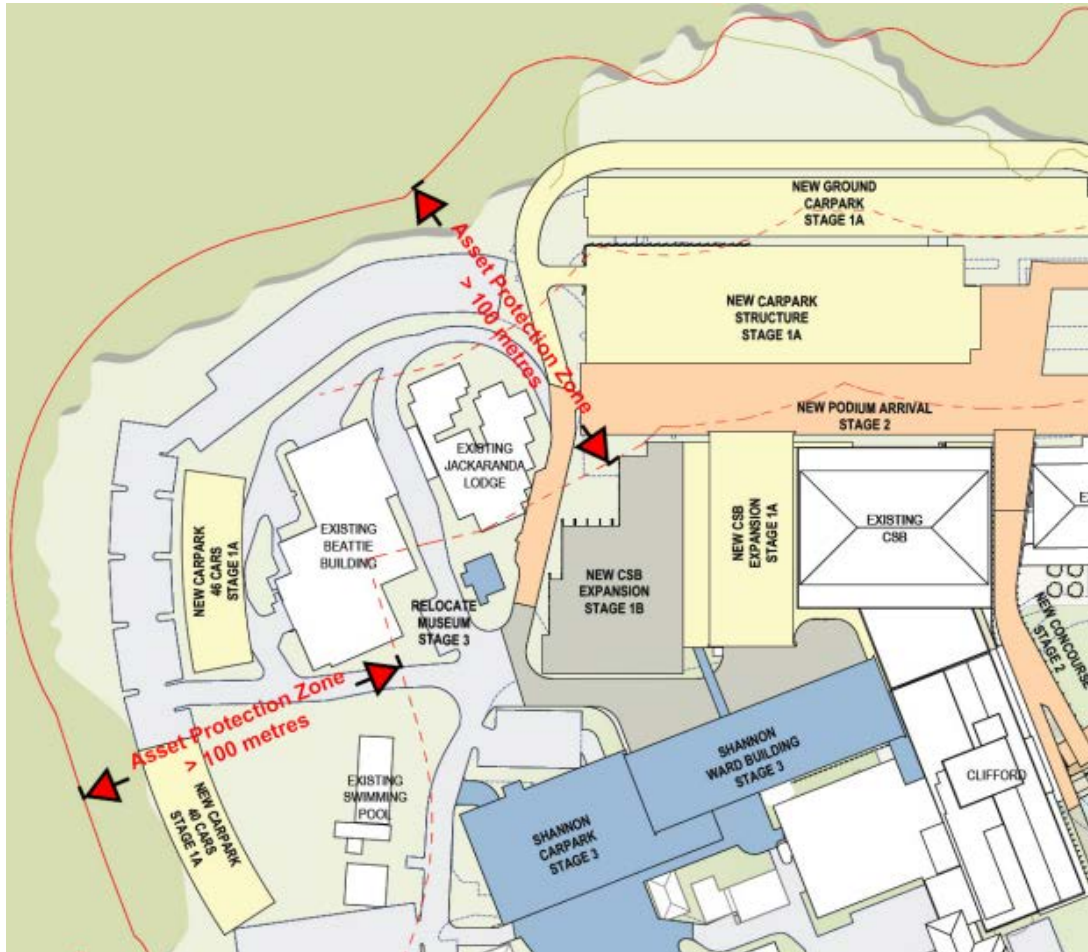 NEW GROUND
CARPARK
STAGE 1A
Asset Protection Zone
> 100 metres
NEW CARPARK
STRUCTURE
STAGE 1A
NEW PODIUM ARRIVAL
STAGE 2
EXISTING
JACKARANDA
LODGE
EXISTING
BEATTIE
BUILDING
NEW CARPARK
46 CARS
STAGE 1A
NEW CSB
EXPANSION
STAGE 1A
EXISTING
CSB
NEW CSB
EXPANSION
STAGE 1B
RELOCATE
MUSEUM
STAGE 3
NEW CONCOURSE
STAGE 2
Asset Protection Zone
> 100 metres
NEW CARPARK
40 CARS
STAGE 1A
EXISTING
SWIMMING
POOL
SHANNON
WARD BUILDING
STAGE 3
SHANNON
CARPARK
STAGE 3
CLIFFORD